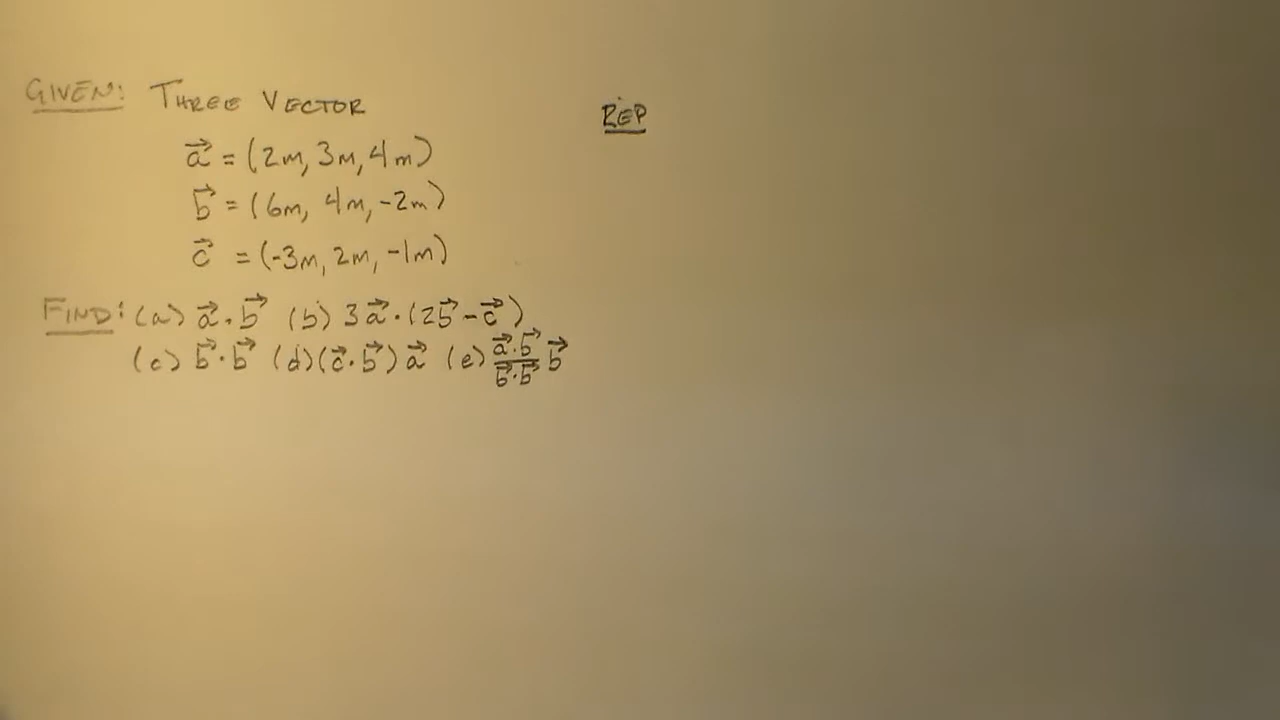 GIVEN: THREE VECTOR
REP
a⃗ = (2m, 3m, 4m)
b⃗ = (6m, 4m, -2m)
c⃗ = (-3m, 2m, -1m)
FIND: (a) a⃗ · b⃗ (b) 3a⃗ · (2b⃗ - c⃗)
(c) b⃗ · b⃗ (d) (c⃗ · b⃗) a⃗ (e) (a⃗ · b⃗)/(b⃗ · b⃗) b⃗